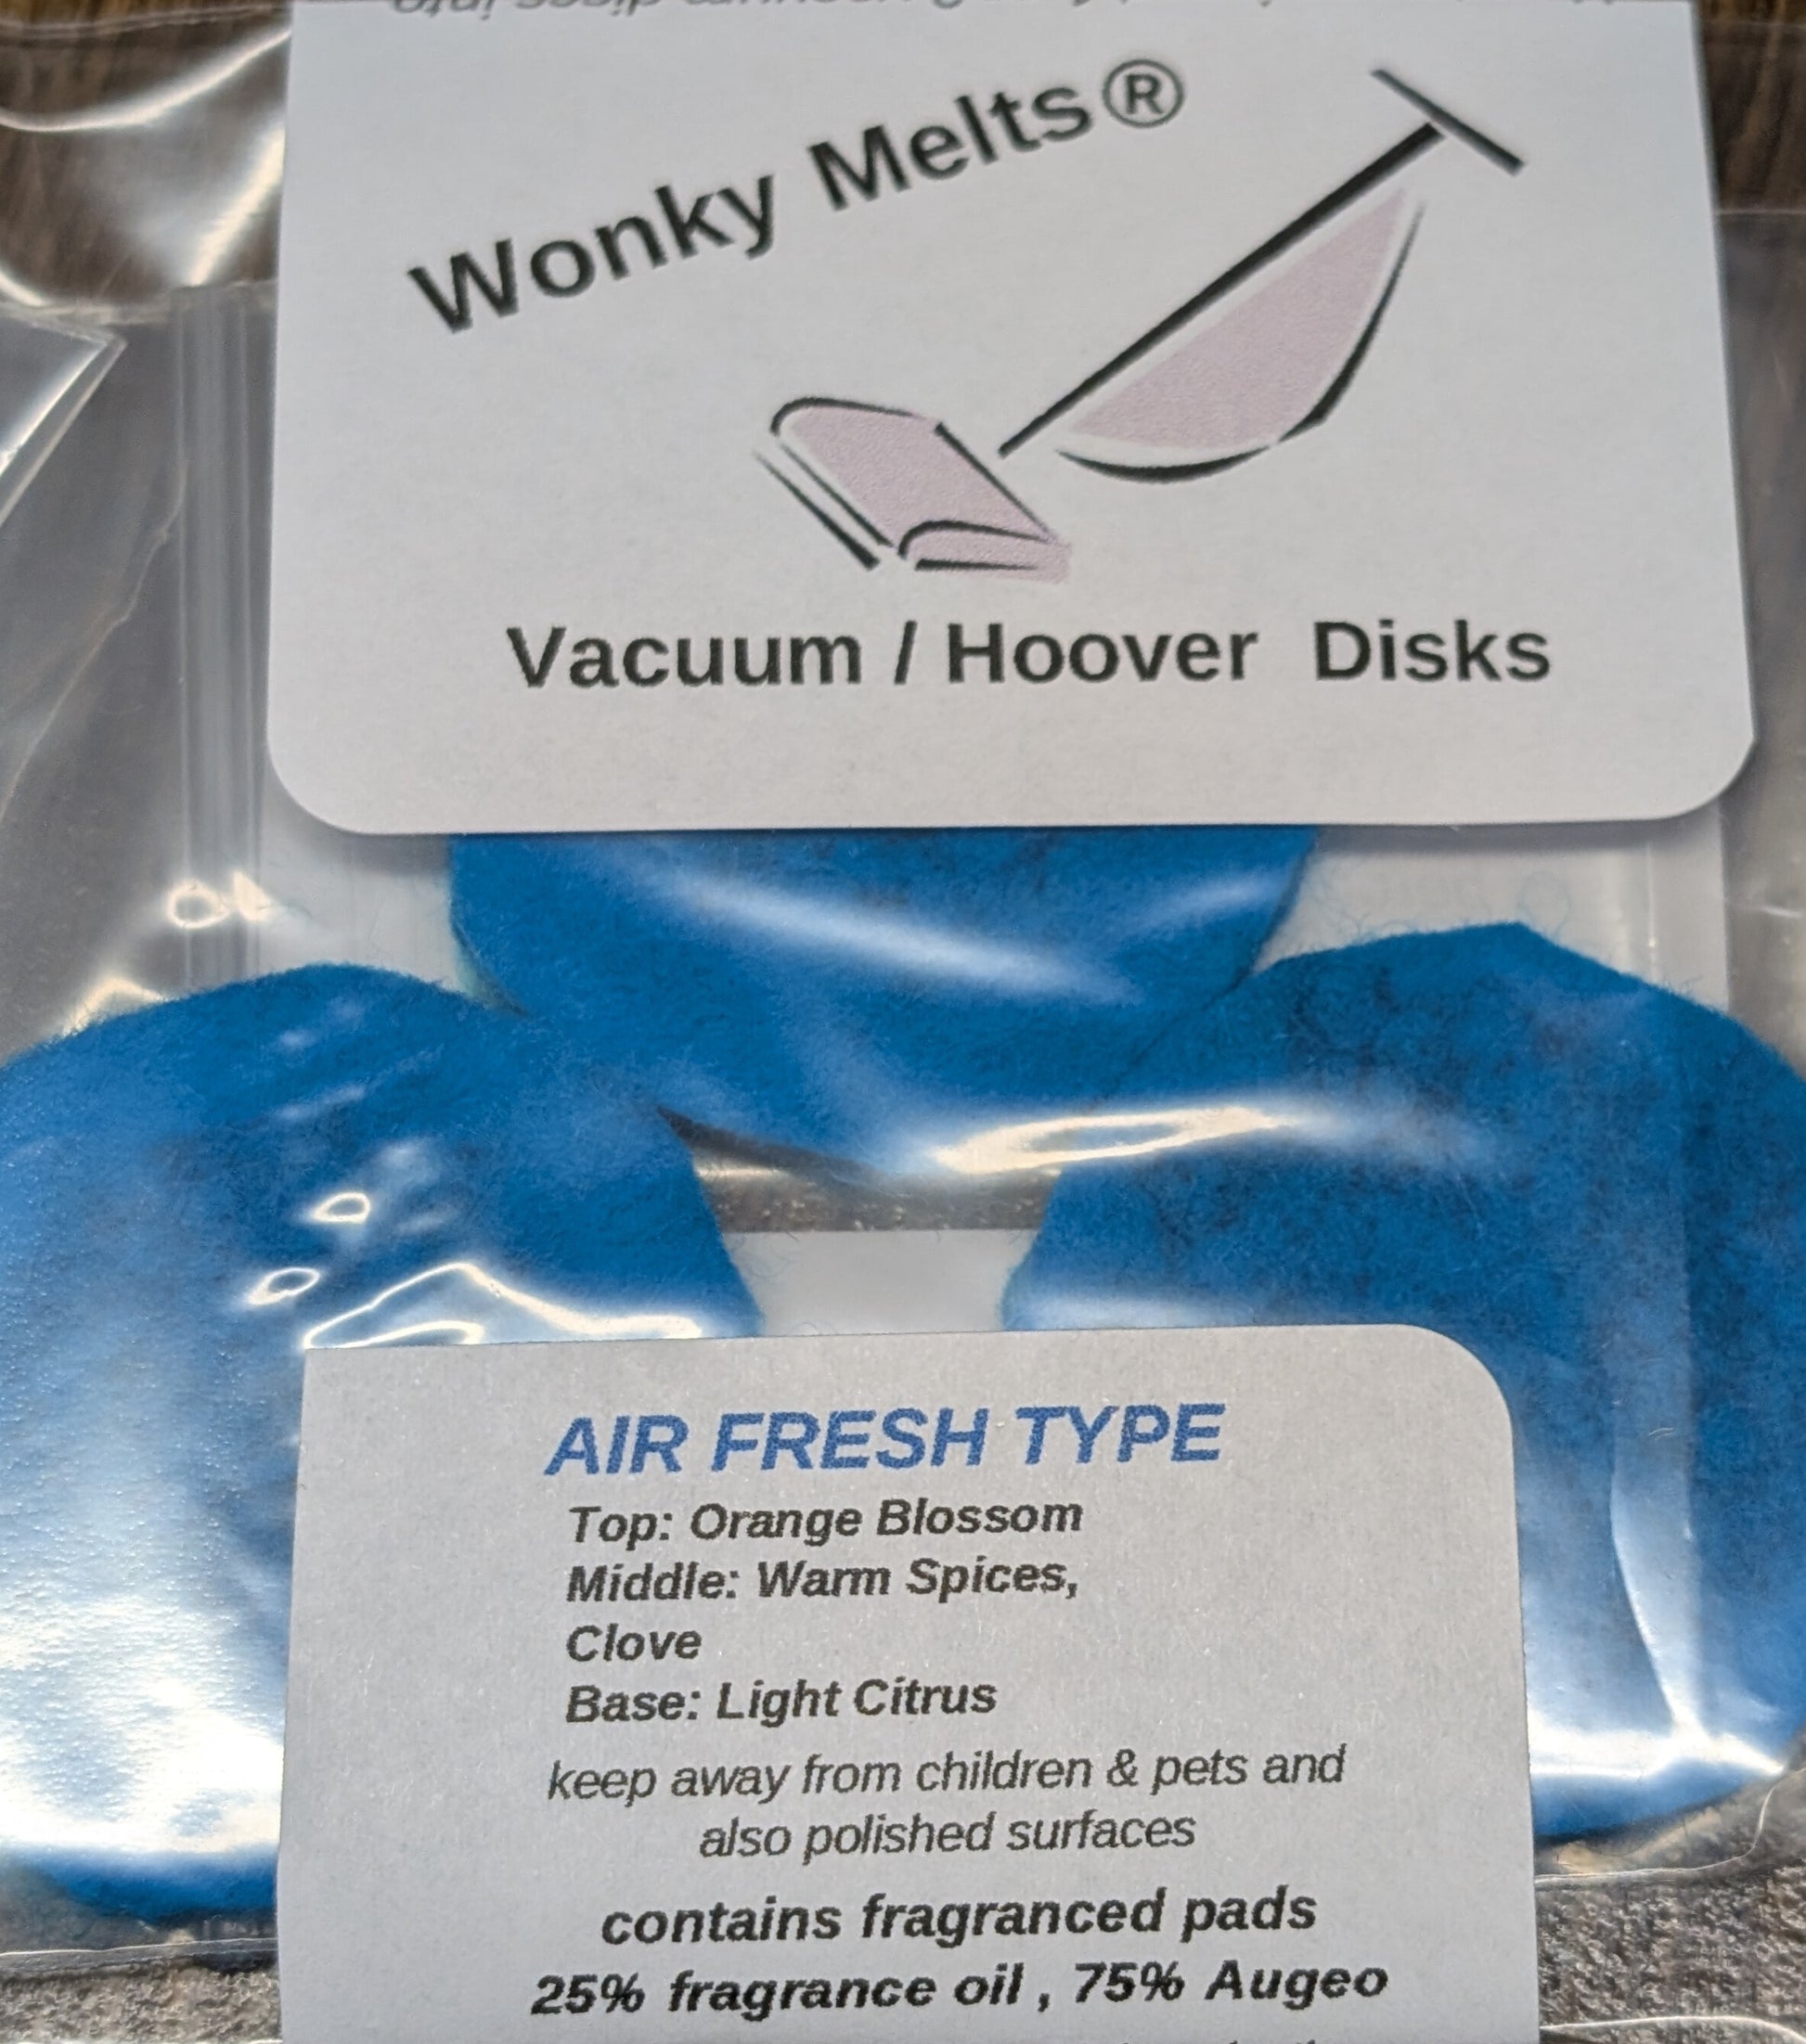 Wonky Melts®
Vacuum / Hoover Disks
AIR FRESH TYPE
Top: Orange Blossom
Middle: Warm Spices,
Clove
Base: Light Citrus
keep away from children & pets and
also polished surfaces
contains fragranced pads
25% fragrance oil , 75% Augeo